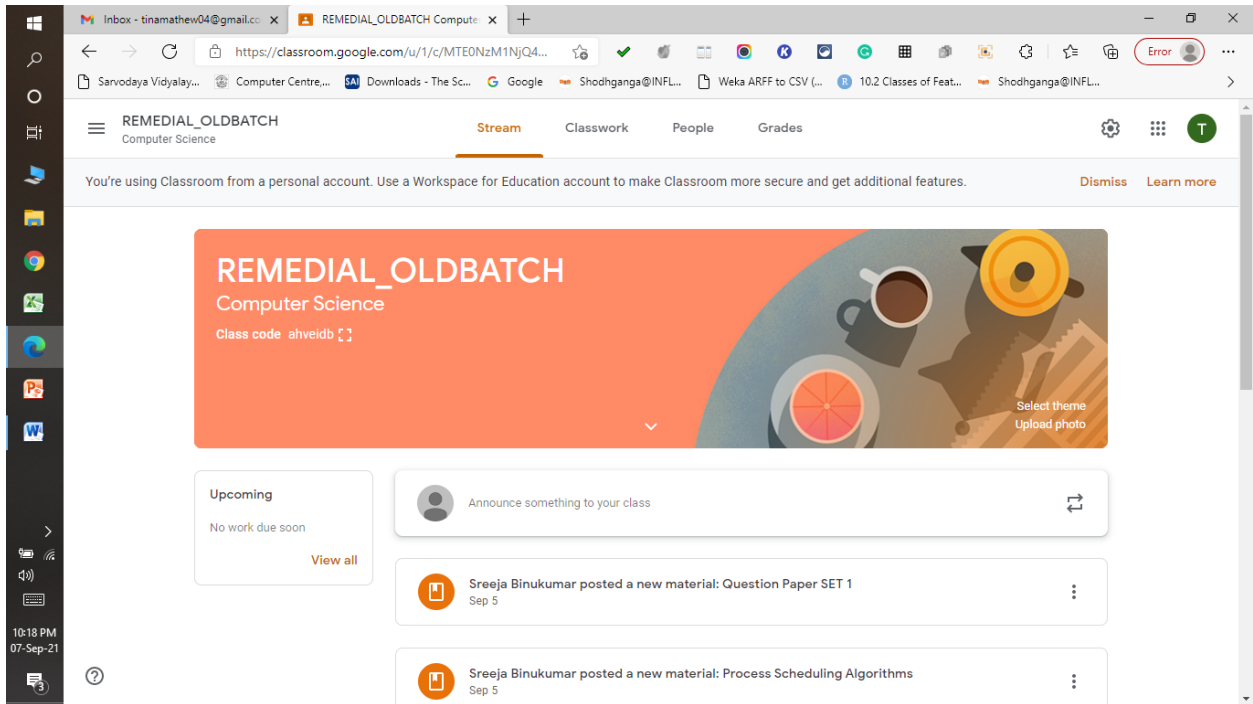 Inbox - tinamathew04@gmail.co
REMEDIAL_OLDBATCH Compute
https://classroom.google.com/u/1/c/MTE0NzM1NjQ4...
Error
Sarvodaya Vidyalay...
Computer Centre,...
SAI Downloads - The Sc...
Google
Shodhganga@INFL...
Weka ARFF to CSV (...
10.2 Classes of Feat...
Shodhganga@INFL...
REMEDIAL_OLDBATCH
Computer Science
Stream
Classwork
People
Grades
T
You're using Classroom from a personal account. Use a Workspace for Education account to make Classroom more secure and get additional features.
Dismiss
Learn more
REMEDIAL_OLDBATCH
Computer Science
Class code ahveidb
Select theme
Upload photo
Upcoming
No work due soon
View all
Announce something to your class
Sreeja Binukumar posted a new material: Question Paper SET 1
Sep 5
Sreeja Binukumar posted a new material: Process Scheduling Algorithms
Sep 5
10:18 PM
07-Sep-21
3